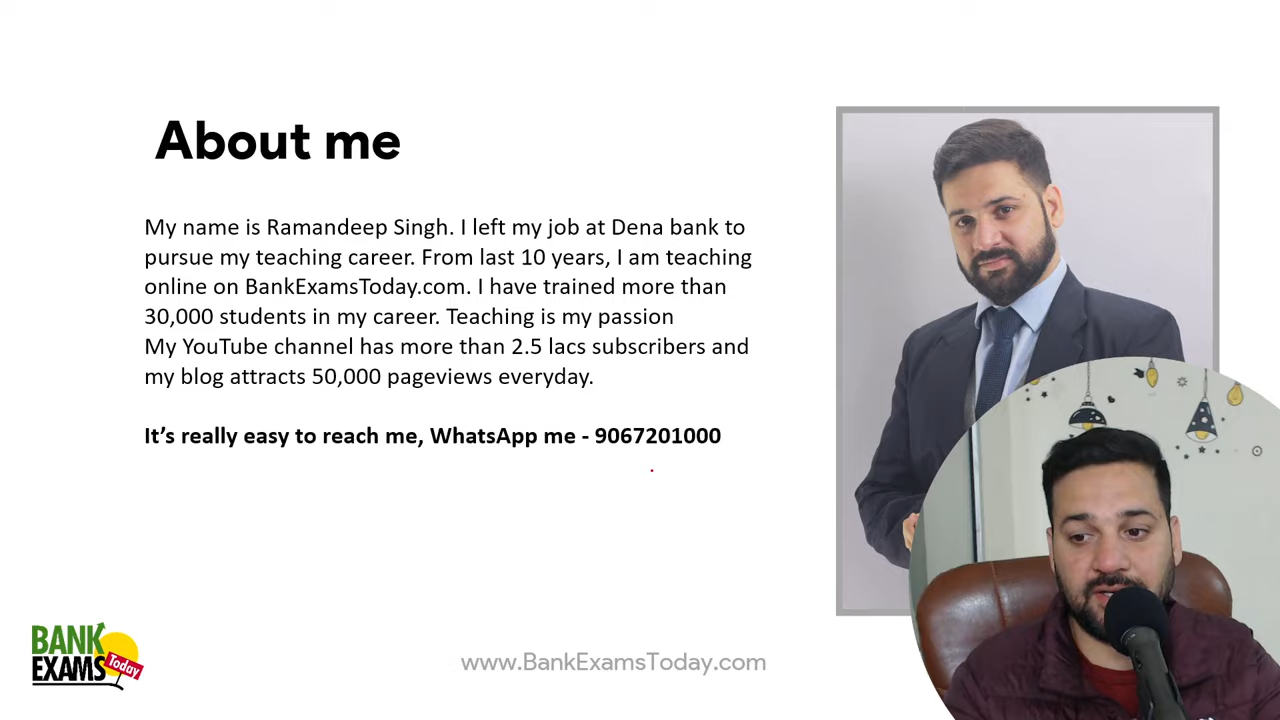 About me
My name is Ramandeep Singh. I left my job at Dena bank to
pursue my teaching career. From last 10 years, I am teaching
online on BankExamsToday.com. I have trained more than
30,000 students in my career. Teaching is my passion
My YouTube channel has more than 2.5 lacs subscribers and
my blog attracts 50,000 pageviews everyday.
It’s really easy to reach me, WhatsApp me - 9067201000
BANK
EXAMS
Today
www.BankExamsToday.com